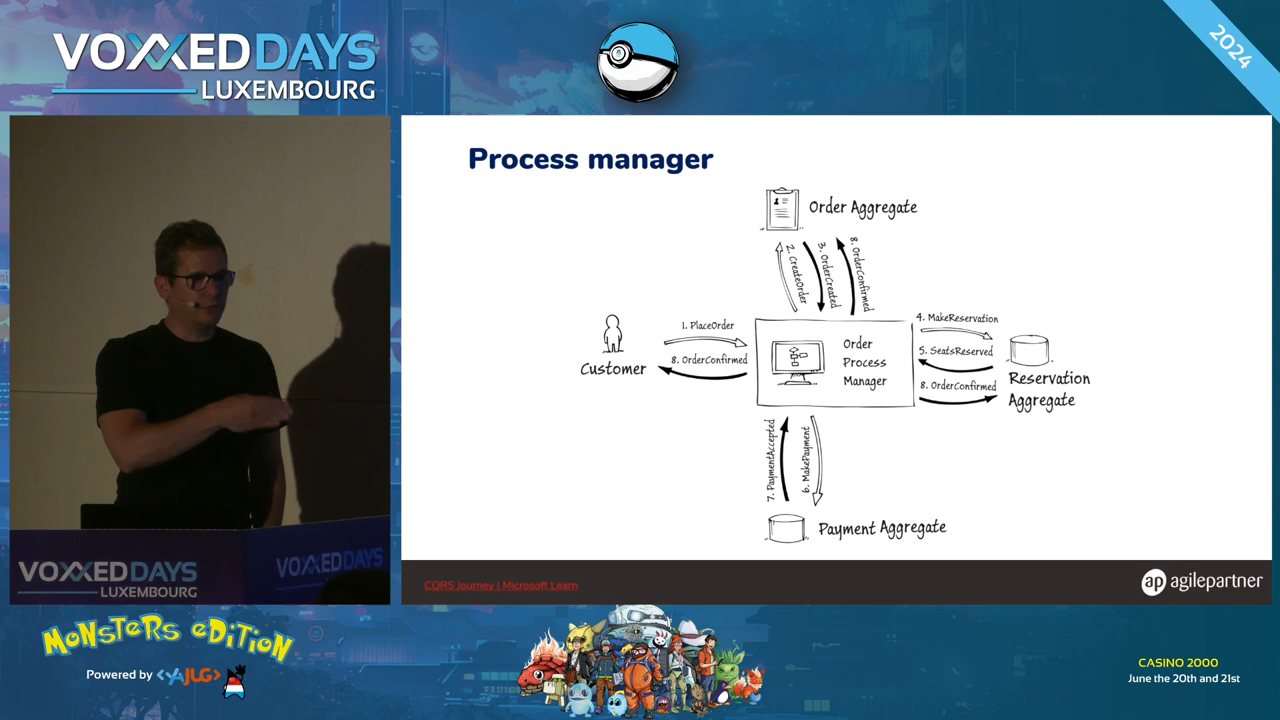 VOXXED DAYS
LUXEMBOURG
2024
Process manager
Order Aggregate
2. CreateOrder
3. OrderCreated
8. OrderConfirmed
1. PlaceOrder
8. OrderConfirmed
Customer
Order
Process
Manager
4. MakeReservation
5. SeatsReserved
8. OrderConfirmed
Reservation
Aggregate
7. PaymentAccepted
6. MakePayment
Payment Aggregate
CQRS Journey | Microsoft Learn
ap agilepartner
VOXXED DAYS
LUXEMBOURG
VOXXED DAYS
MONSTERS EDITION
Powered by <YAJUG>
CASINO 2000
June the 20th and 21st